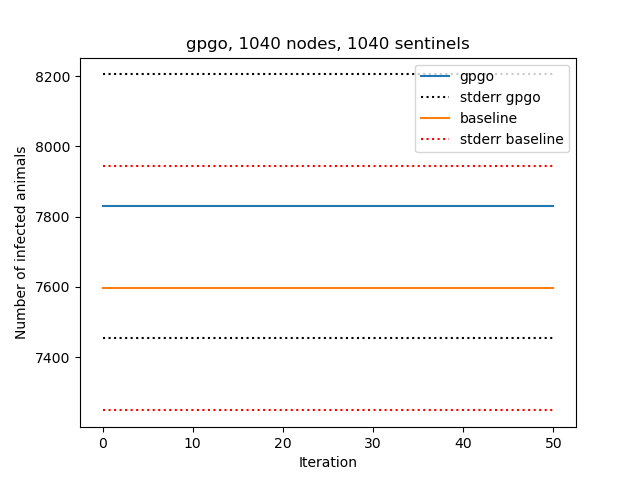 gpgo, 1040 nodes, 1040 sentinels
8200
8000
7800
7600
7400
Number of infected animals
gpgo
stderr gpgo
baseline
stderr baseline
0 10 20 30 40 50
Iteration